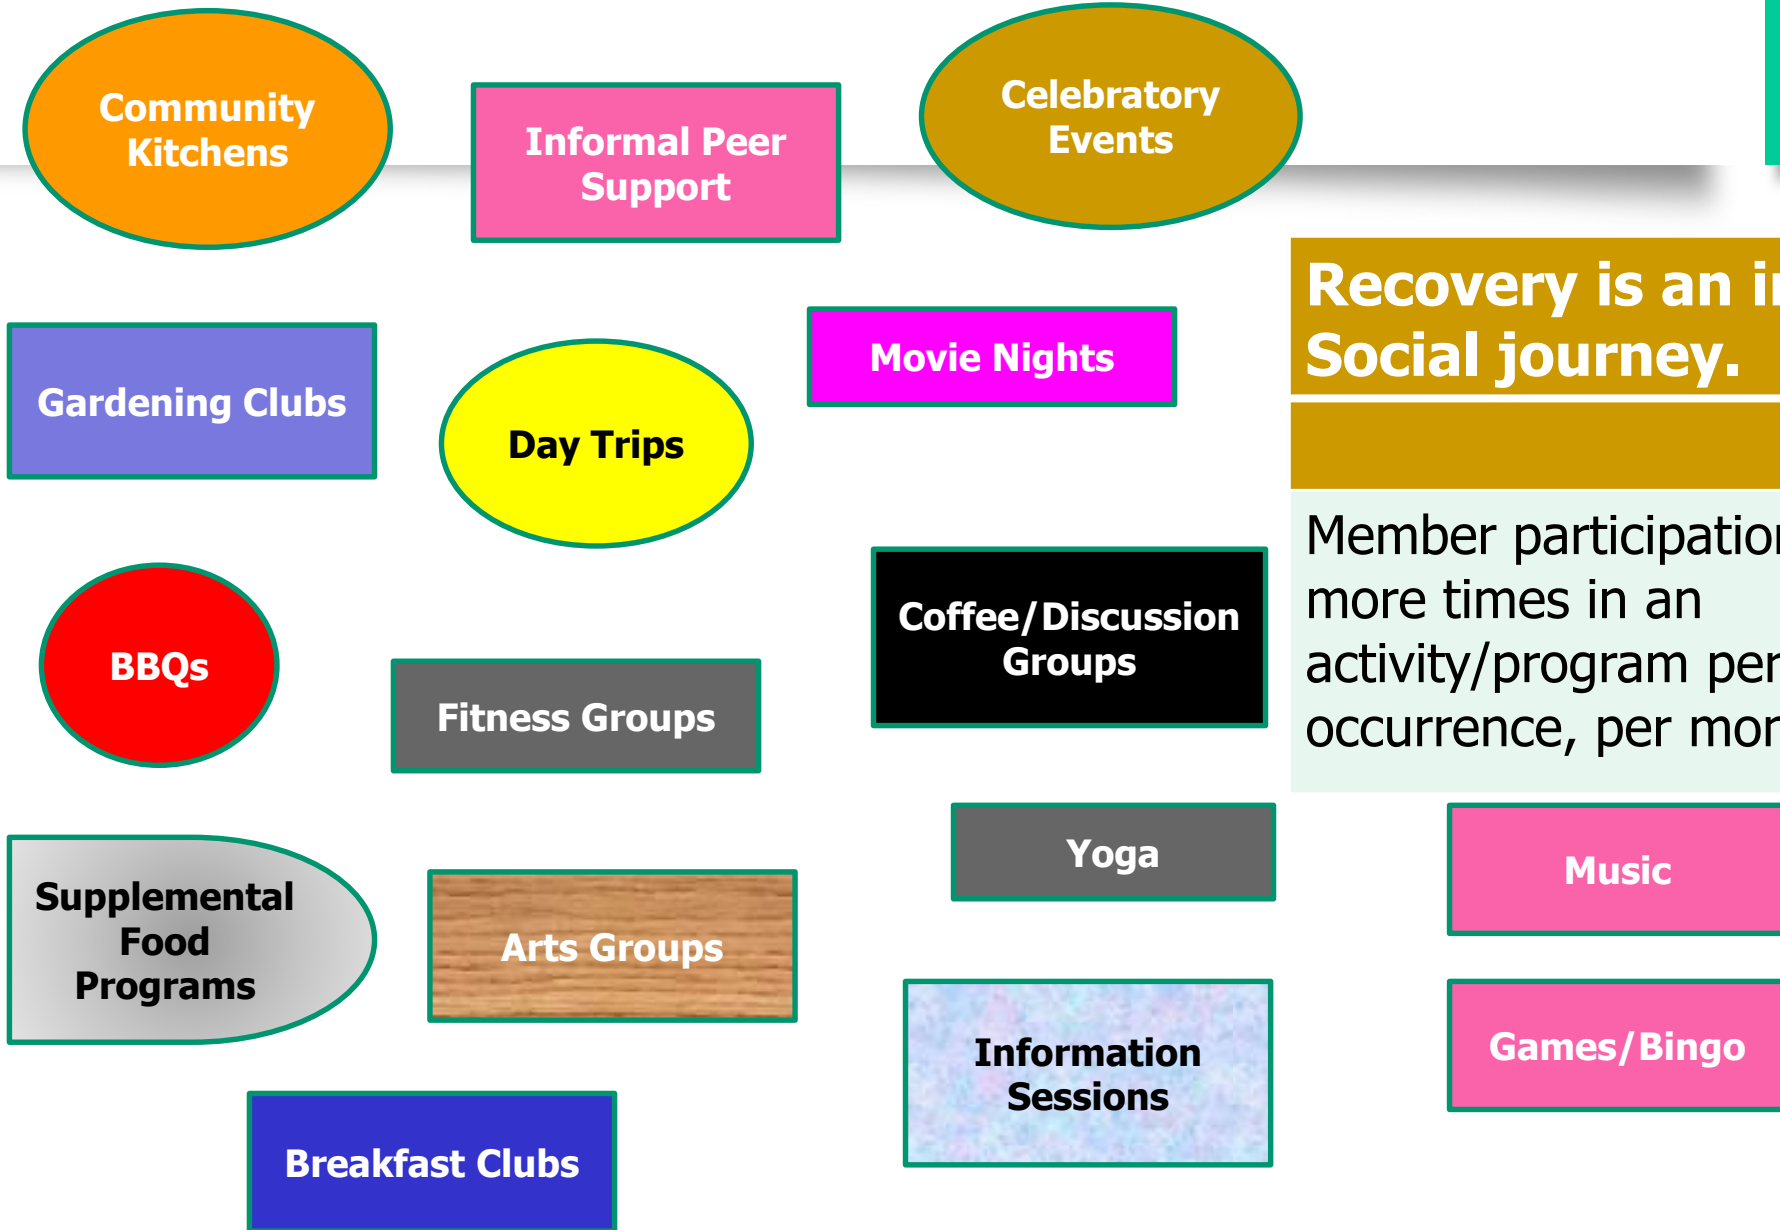 Community
Kitchens
Informal Peer
Support
Celebratory
Events
Recovery is an
Social journey.
Gardening Clubs
Day Trips
Movie Nights
Member
more times in an
activity/program per
occurrence, per
BBQs
Fitness Groups
Coffee/Discussion
Groups
Supplemental
Food
Programs
Arts Groups
Yoga
Music
Information
Sessions
Games/Bingo
Breakfast Clubs